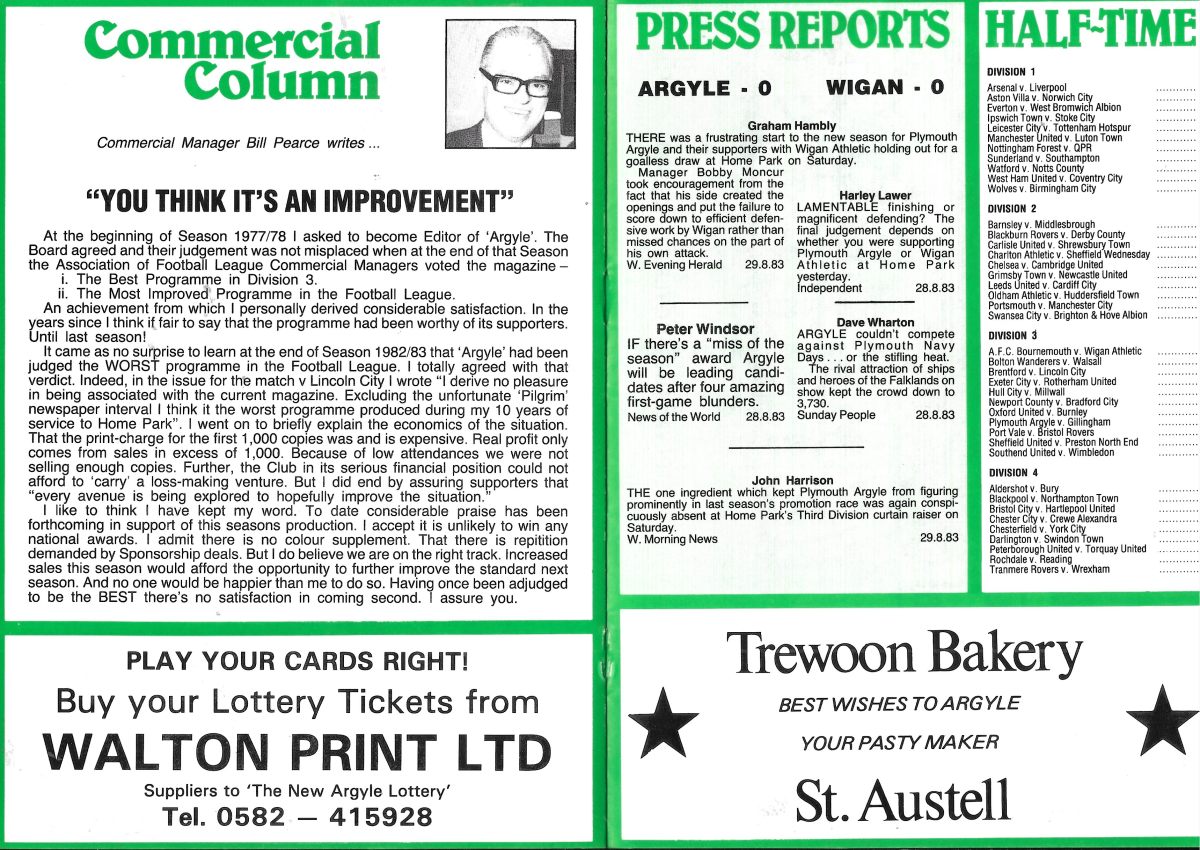 Commercial
Column
Commercial Manager Bill Pearce writes ...
"YOU THINK IT'S AN IMPROVEMENT"
At the beginning of Season 1977/78 I asked to become Editor of 'Argyle'. The
Board agreed and their judgement was not misplaced when at the end of that Season
the Association of Football League Commercial Managers voted the magazine –
i. The Best Programme in Division 3.
ii. The Most Improved Programme in the Football League.
An achievement from which I personally derived considerable satisfaction. In the
years since I think it fair to say that the programme had been worthy of its supporters.
Until last season!
It came as no surprise to learn at the end of Season 1982/83 that 'Argyle' had been
judged the WORST programme in the Football League. I totally agreed with that
verdict. Indeed, in the issue for the match v Lincoln City I wrote "I derive no pleasure
in being associated with the current magazine. Excluding the unfortunate 'Pilgrim'
newspaper interval I think it the worst programme produced during my 10 years of
service to Home Park". I went on to briefly explain the economics of the situation.
That the print-charge for the first 1,000 copies was and is expensive. Real profit only
comes from sales in excess of 1,000. Because of low attendances we were not
selling enough copies. Further, the Club in its serious financial position could not
afford to 'carry' a loss-making venture. But I did end by assuring supporters that
"every avenue is being explored to hopefully improve the situation."
I like to think I have kept my word. To date considerable praise has been
forthcoming in support of this seasons production. I accept it is unlikely to win any
national awards. I admit there is no colour supplement. That there is repitition
demanded by Sponsorship deals. But I do believe we are on the right track. Increased
sales this season would afford the opportunity to further improve the standard next
season. And no one would be happier than me to do so. Having once been adjudged
to be the BEST there's no satisfaction in coming second. I assure you.
PLAY YOUR CARDS RIGHT!
Buy your Lottery Tickets from
WALTON PRINT LTD
Suppliers to 'The New Argyle Lottery'
Tel. 0582 — 415928
PRESS REPORTS
ARGYLE - 0 WIGAN - 0
Graham Hambly
THERE was a frustrating start to the new season for Plymouth
Argyle and their supporters with Wigan Athletic holding out for a
goalless draw at Home Park on Saturday.
Manager Bobby Moncur
took encouragement from the
fact that his side created the
openings and put the failure to
score down to efficient defen-
sive work by Wigan rather than
missed chances on the part of
his own attack.
W. Evening Herald 29.8.83
Harley Lawer
LAMENTABLE finishing or
magnificent defending? The
final judgement depends on
whether you were supporting
Plymouth Argyle or Wigan
Athletic at Home Park
yesterday.
Independent 28.8.83
Peter Windsor
IF there's a "miss of the
season" award Argyle
will be leading candi-
dates after four amazing
first-game blunders.
News of the World 28.8.83
Dave Wharton
ARGYLE couldn't compete
against Plymouth Navy
Days . . . or the stifling heat.
The rival attraction of ships
and heroes of the Falklands on
show kept the crowd down to
3,730.
Sunday People 28.8.83
John Harrison
THE one ingredient which kept Plymouth Argyle from figuring
prominently in last season's promotion race was again conspi-
cuously absent at Home Park's Third Division curtain raiser on
Saturday.
W. Morning News 29.8.83
HALF-TIME
DIVISION 1
Arsenal v. Liverpool
Aston Villa v. Norwich City
Everton v. West Bromwich Albion
Ipswich Town v. Stoke City
Leicester City v. Tottenham Hotspur
Manchester United v. Luton Town
Nottingham Forest v. QPR
Sunderland v. Southampton
Watford v. Notts County
West Ham United v. Coventry City
Wolves v. Birmingham City
DIVISION 2
Barnsley v. Middlesbrough
Blackburn Rovers v. Derby County
Carlisle United v. Shrewsbury Town
Charlton Athletic v. Sheffield Wednesday
Chelsea v. Cambridge United
Grimsby Town v. Newcastle United
Leeds United v. Cardiff City
Oldham Athletic v. Huddersfield Town
Portsmouth v. Manchester City
Swansea City v. Brighton & Hove Albion
DIVISION 3
A.F.C. Bournemouth v. Wigan Athletic
Bolton Wanderers v. Walsall
Brentford v. Lincoln City
Exeter City v. Rotherham United
Hull City v. Millwall
Newport County v. Bradford City
Oxford United v. Burnley
Plymouth Argyle v. Gillingham
Port Vale v. Bristol Rovers
Sheffield United v. Preston North End
Southend United v. Wimbledon
DIVISION 4
Aldershot v. Bury
Blackpool v. Northampton Town
Bristol City v. Hartlepool United
Chester City v. Crewe Alexandra
Chesterfield v. York City
Darlington v. Swindon Town
Peterborough United v. Torquay United
Rochdale v. Reading
Tranmere Rovers v. Wrexham
Trewoon Bakery
BEST WISHES TO ARGYLE
YOUR PASTY MAKER
St. Austell